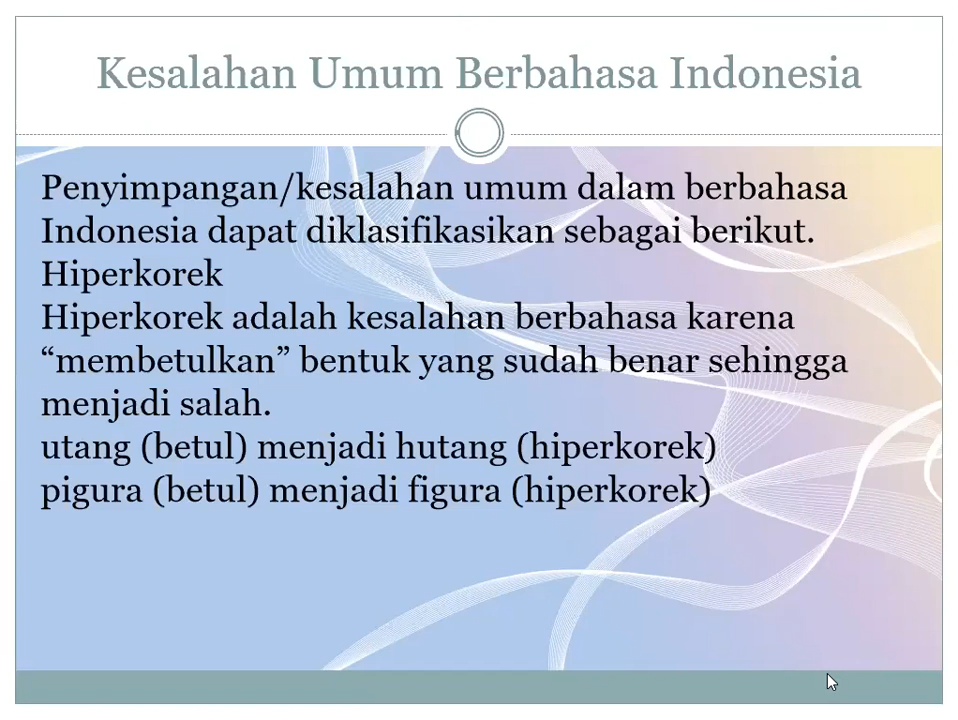 Kesalahan Umum Berbahasa Indonesia
Penyimpangan/kesalahan umum dalam berbahasa
Indonesia dapat diklasifikasikan sebagai berikut.
Hiperkorek
Hiperkorek adalah kesalahan berbahasa karena
“membetulkan” bentuk yang sudah benar sehingga
menjadi salah.
utang (betul) menjadi hutang (hiperkorek)
pigura (betul) menjadi figura (hiperkorek)